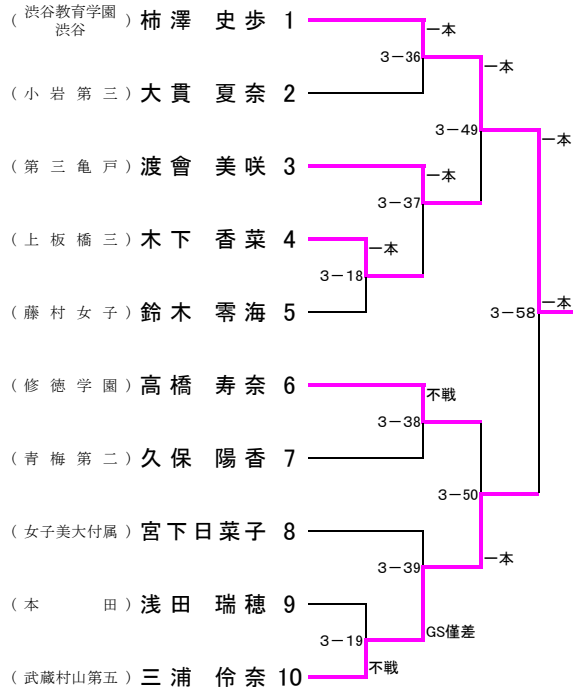 (渋谷教育学園渋谷) 柿澤 史歩 1
一本
3-36
一本
(小岩第三) 大貫 夏奈 2
3-49
一本
(第三亀戸) 渡會 美咲 3
一本
3-37
(上板橋三) 木下 香菜 4
一本
3-18
一本
(藤村女子) 鈴木 零海 5
3-58
(修徳学園) 高橋 寿奈 6
不戦
3-38
(青梅第二) 久保 陽香 7
3-50
(女子美大付属) 宮下日菜子 8
一本
3-39
(本田) 浅田 瑞穂 9
GS僅差
3-19
不戦
(武蔵村山第五) 三浦 伶奈 10